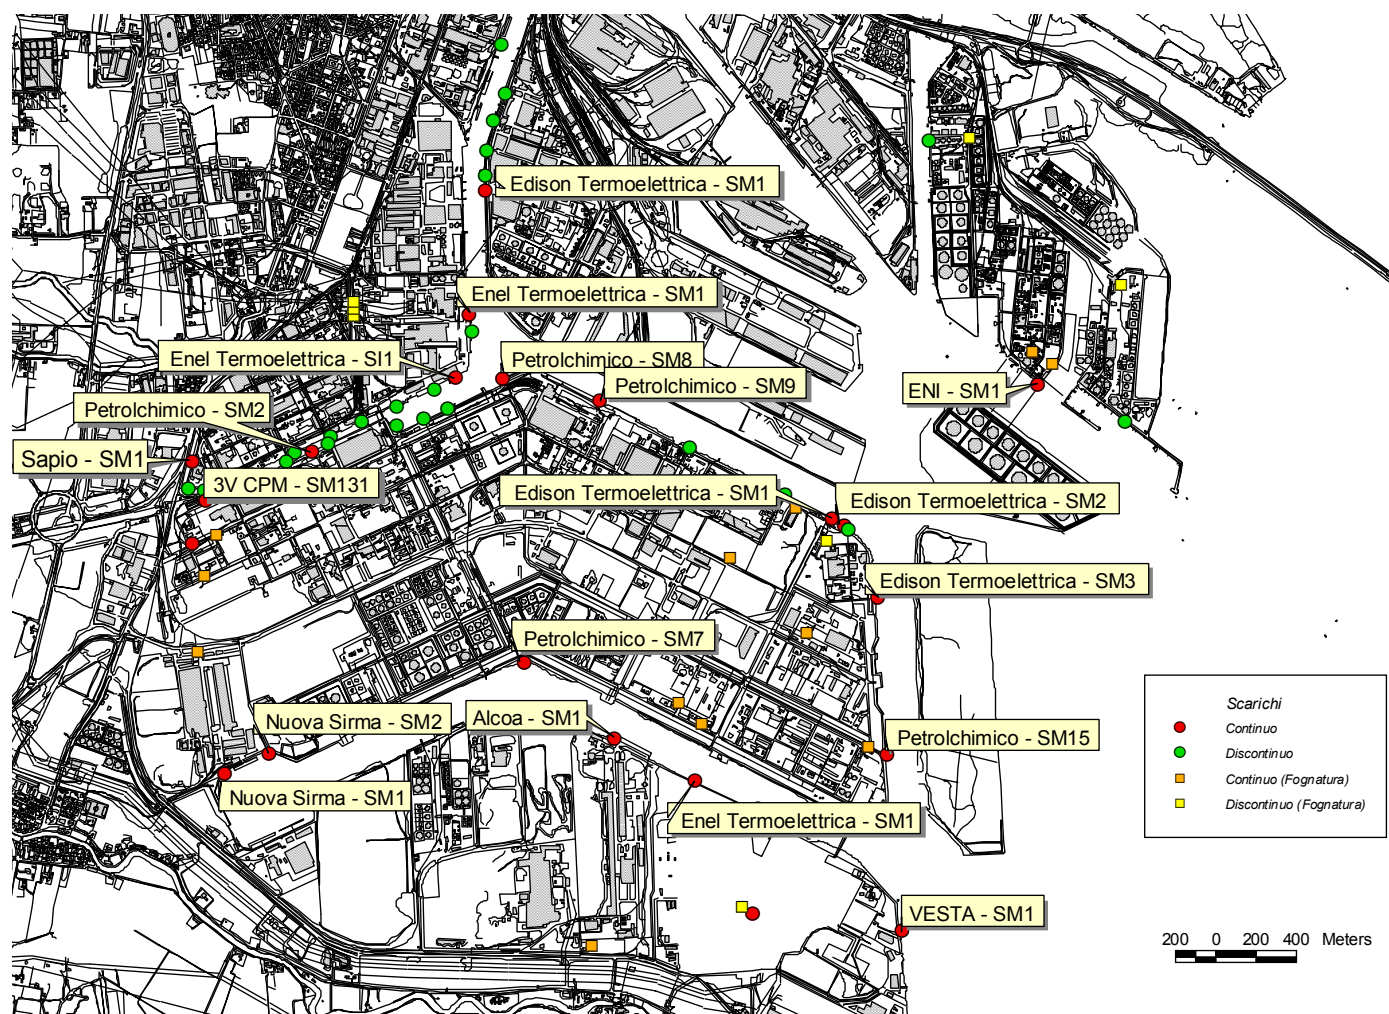 Edison Termoelettrica - SM1
Enel Termoelettrica - SM1
Enel Termoelettrica - SI1
Petrolchimico - SM8
Petrolchimico - SM9
ENI - SM1
Petrolchimico - SM2
Sapio - SM1
3V CPM - SM131
Edison Termoelettrica - SM1
Edison Termoelettrica - SM2
Edison Termoelettrica - SM3
Petrolchimico - SM7
Nuova Sirma - SM2
Alcoa - SM1
Petrolchimico - SM15
Nuova Sirma - SM1
Enel Termoelettrica - SM1
VESTA - SM1
Scarichi
Continuo
Discontinuo
Continuo (Fognatura)
Discontinuo (Fognatura)
200 0 200 400 Meters